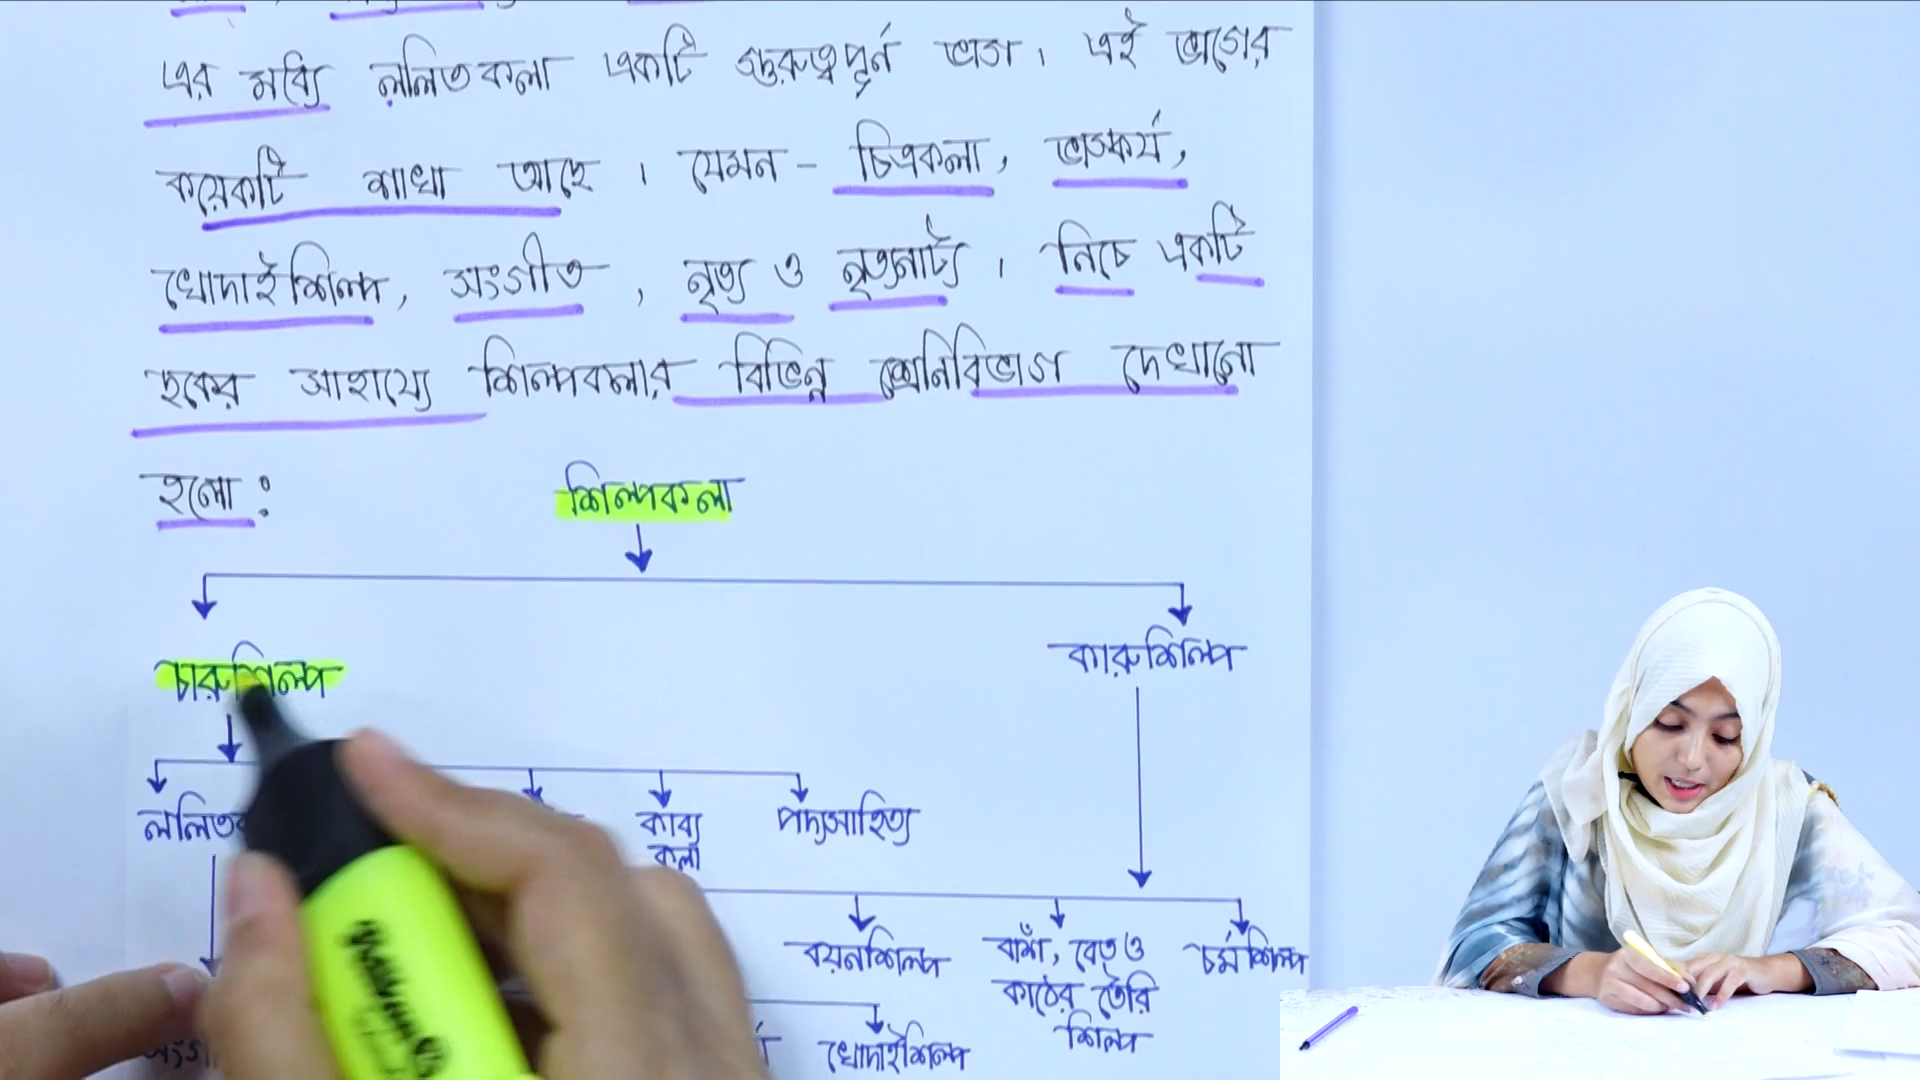 এর মধ্যে ললিতকলা একটি গুরুত্বপূর্ন ভাগ। এই ভাগের
কয়েকটি শাখা আছে। যেমন - চিত্রকলা, ভাস্কর্য,
খোদাইশিল্প, সংগীত, নৃত্য ও নৃত্যনাট্য। নিচে একটি
ছকের সাহায্যে শিল্পকলার বিভিন্ন শ্রেনিবিভাগ দেখানো
হলো:
শিল্পকলা
চারুশিল্প
কারুশিল্প
কাব্য
কলা
পদ্যসাহিত্য
বয়নশিল্প
বাঁশ, বেত ও
কাঠের তৈরি
শিল্প
চর্মশিল্প
খোদাইশিল্প